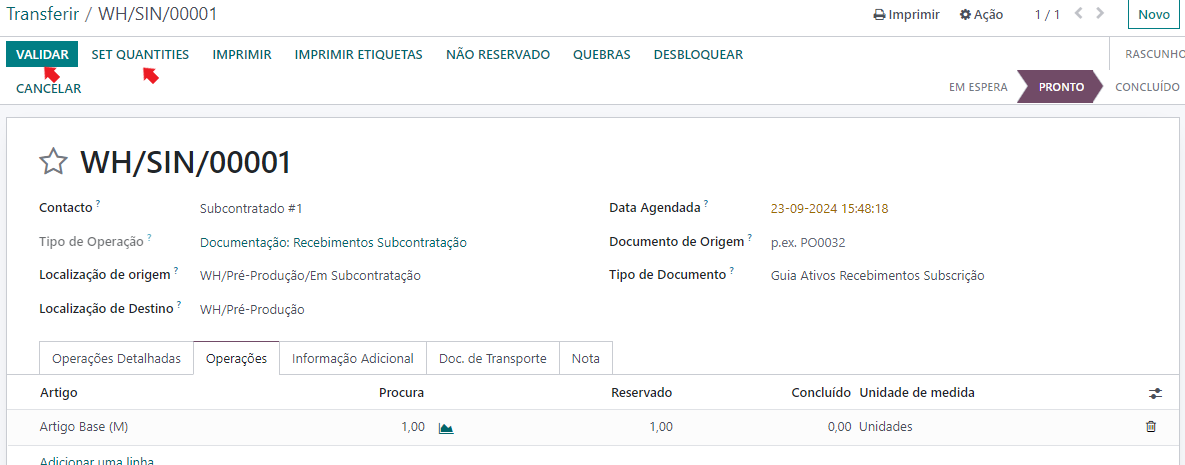 Transferir / WH/SIN/00001
Imprimir Ação 1 / 1 Novo
VALIDAR SET QUANTITIES IMPRIMIR IMPRIMIR ETIQUETAS NÃO RESERVADO QUEBRAS DESBLOQUEAR RASCUNHO
CANCELAR EM ESPERA PRONTO CONCLUÍDO
WH/SIN/00001
Contacto ? Subcontratado #1 Data Agendada ? 23-09-2024 15:48:18
Tipo de Operação ? Documentação: Recebimentos Subcontratação Documento de Origem ? p.ex. PO0032
Localização de origem ? WH/Pré-Produção/Em Subcontratação Tipo de Documento ? Guia Ativos Recebimentos Subscrição
Localização de Destino ? WH/Pré-Produção
Operações Detalhadas Operações Informação Adicional Doc. de Transporte Nota
Artigo Procura Reservado Concluído Unidade de medida
Artigo Base (M) 1,00 1,00 0,00 Unidades
Adicionar uma linha